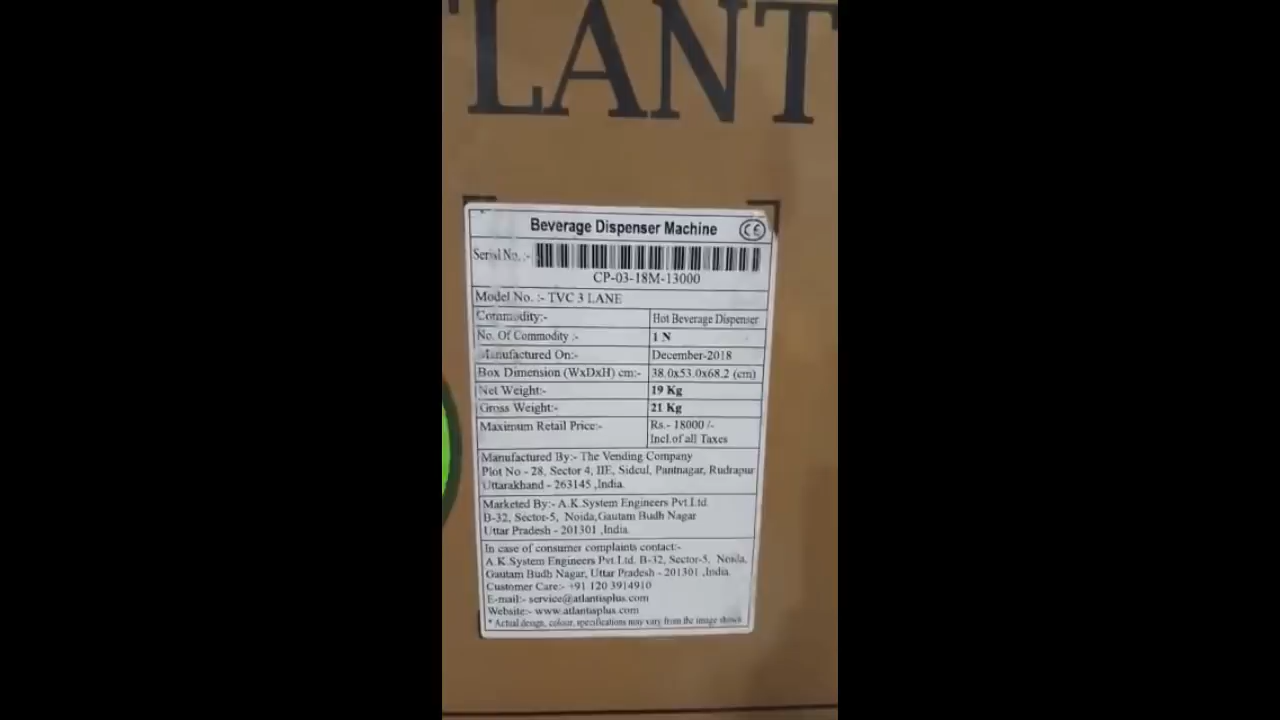 TLANT
Beverage Dispenser Machine CE
Serial No. :-
CP-03-18M-13000
Model No. :- TVC 3 LANE
Commodity:- Hot Beverage Dispenser
No. Of Commodity :- 1 N
Manufactured On:- December-2018
Box Dimension (WxDxH) cm:- 38.0x53.0x68.2 (cm)
Net Weight:- 19 Kg
Gross Weight:- 21 Kg
Maximum Retail Price:- Rs.- 18000 /-
Incl.of all Taxes
Manufactured By:- The Vending Company
Plot No - 28, Sector 4, IIE, Sidcul, Pantnagar, Rudrapur
Uttarakhand - 263145 ,India.
Marketed By:- A.K.System Engineers Pvt.Ltd.
B-32, Sector-5, Noida,Gautam Budh Nagar
Uttar Pradesh - 201301 ,India.
In case of consumer complaints contact:-
A.K.System Engineers Pvt.Ltd. B-32, Sector-5, Noida,
Gautam Budh Nagar, Uttar Pradesh - 201301 ,India.
Customer Care:- +91 120 3914910
E-mail:- service@atlantisplus.com
Website:- www.atlantisplus.com
* Actual design, colour, specifications may vary from the image shown